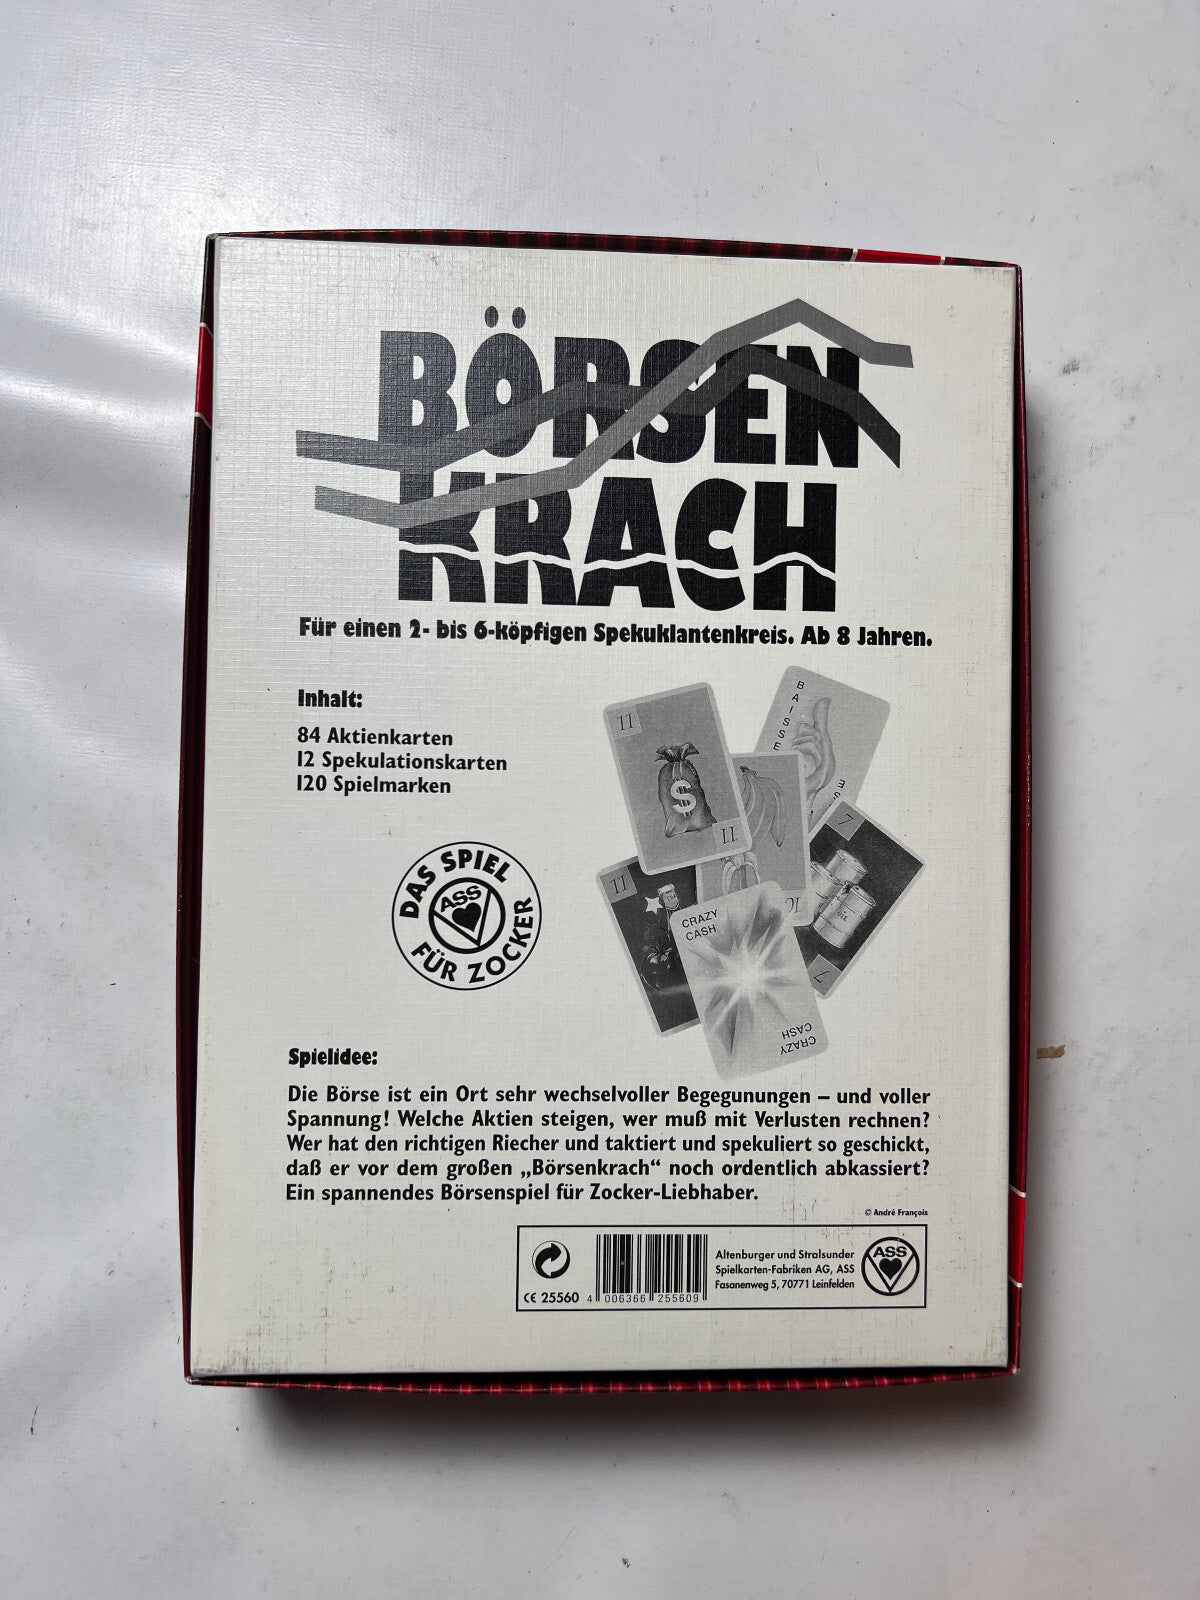 BÖRSEN
KRACH
Für einen 2- bis 6-köpfigen Spekuklantenkreis. Ab 8 Jahren.
Inhalt:
84 Aktienkarten
12 Spekulationskarten
120 Spielmarken
11
11
BAISSE
7
7
11
10
CRAZY
CASH
CRAZY
CASH
OIL
$
DAS SPIEL
FÜR ZOCKER
ASS
Spielidee:
Die Börse ist ein Ort sehr wechselvoller Begegunungen – und voller
Spannung! Welche Aktien steigen, wer muß mit Verlusten rechnen?
Wer hat den richtigen Riecher und taktiert und spekuliert so geschickt,
daß er vor dem großen „Börsenkrach“ noch ordentlich abkassiert?
Ein spannendes Börsenspiel für Zocker-Liebhaber.
© André François
CE 25560
4 006366 255609
Altenburger und Stralsunder
Spielkarten-Fabriken AG, ASS
Fasanenweg 5, 70771 Leinfelden
ASS